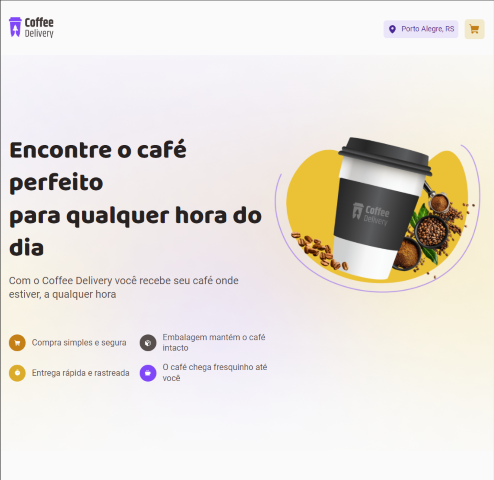 Coffee
Delivery
Porto Alegre, RS
Encontre o café
perfeito
para qualquer hora do
dia
Com o Coffee Delivery você recebe seu café onde
estiver, a qualquer hora
Coffee
Delivery
Compra simples e segura
Embalagem mantém o café
intacto
Entrega rápida e rastreada
O café chega fresquinho até
você